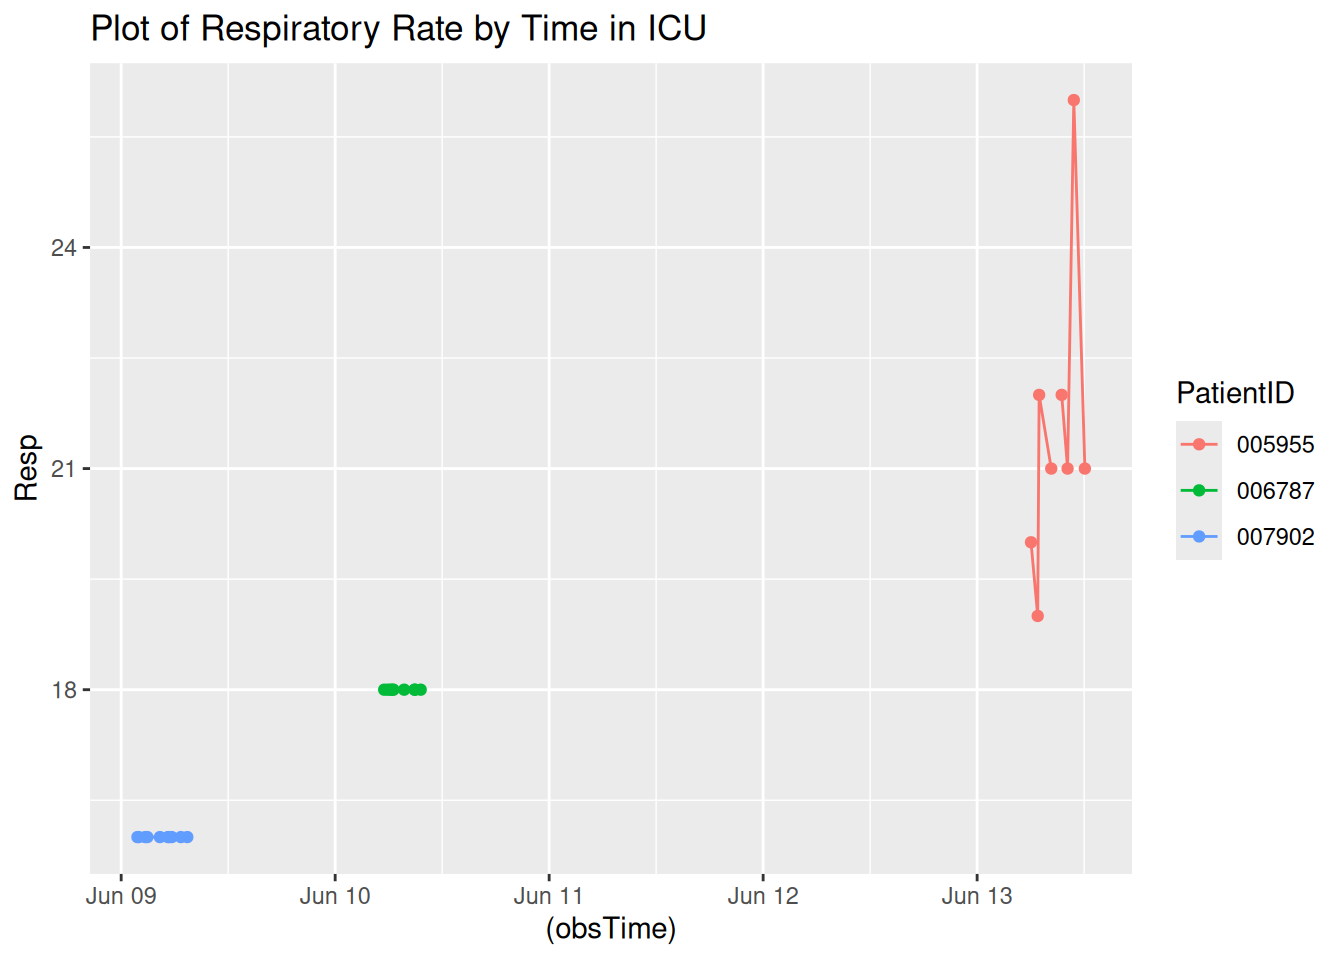 Plot of Respiratory Rate by Time in ICU
Resp
24
21
18
Jun 09 Jun 10 Jun 11 Jun 12 Jun 13
(obsTime)
PatientID
005955
006787
007902